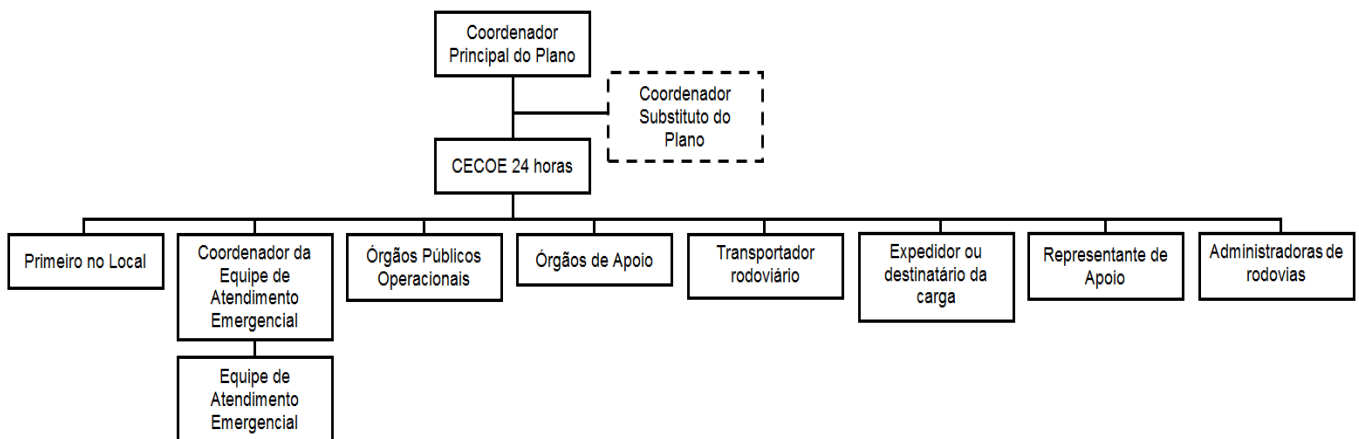 Coordenador
Principal do Plano
Coordenador
Substituto do
Plano
CECOE 24 horas
Primeiro no Local
Coordenador da
Equipe de
Atendimento
Emergencial
Órgãos Públicos
Operacionais
Órgãos de Apoio
Transportador
rodoviário
Expedidor ou
destinatário da
carga
Representante de
Apoio
Administradoras de
rodovias
Equipe de
Atendimento
Emergencial